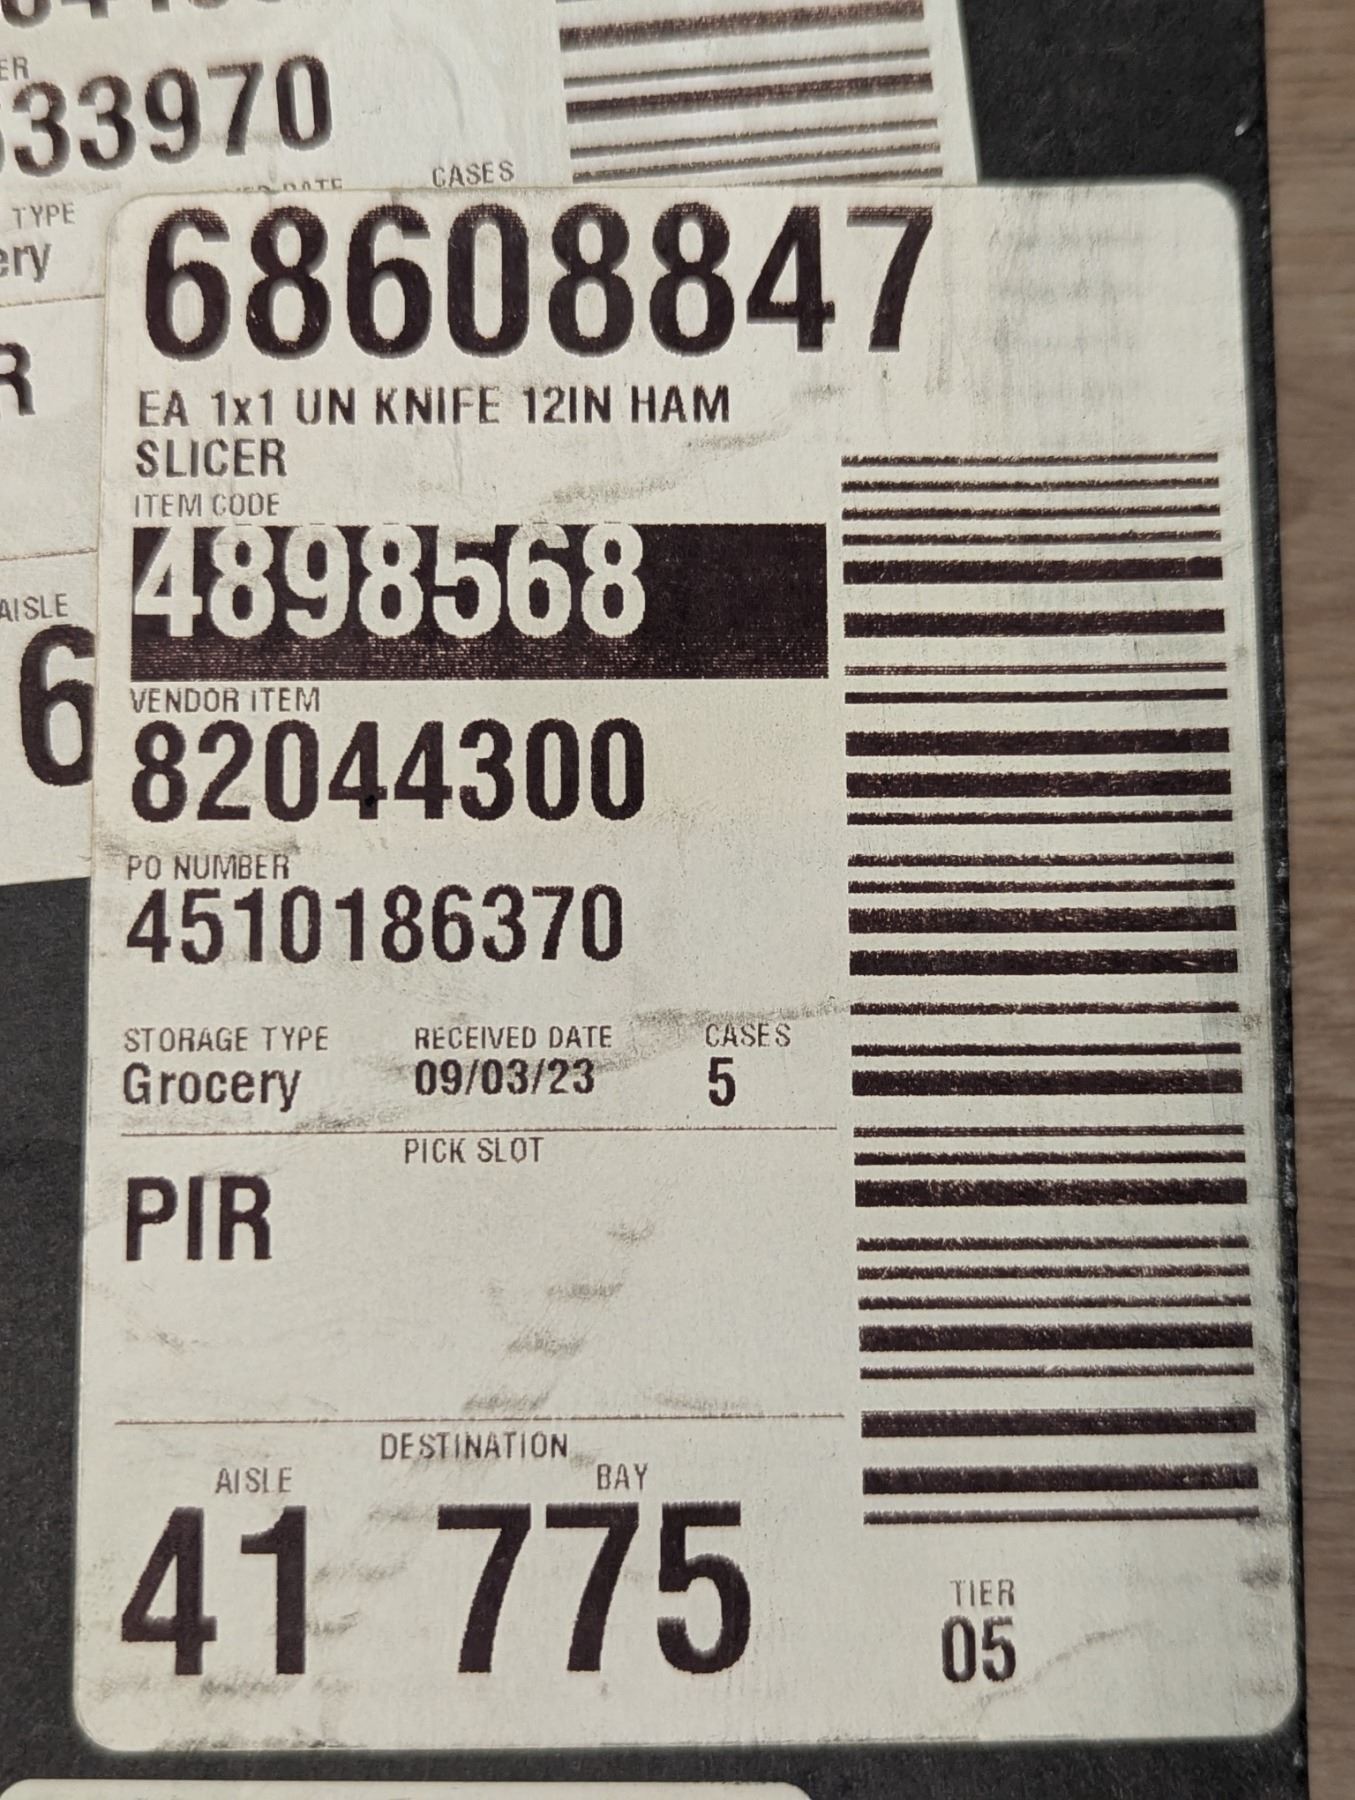 33970
CASES
TYPE
R
AISLE
6
68608847
EA 1x1 UN KNIFE 12IN HAM
SLICER
ITEM CODE
4898568
VENDOR ITEM
82044300
PO NUMBER
4510186370
STORAGE TYPE RECEIVED DATE CASES
Grocery 09/03/23 5
PICK SLOT
PIR
DESTINATION
AISLE BAY
41 775
TIER
05